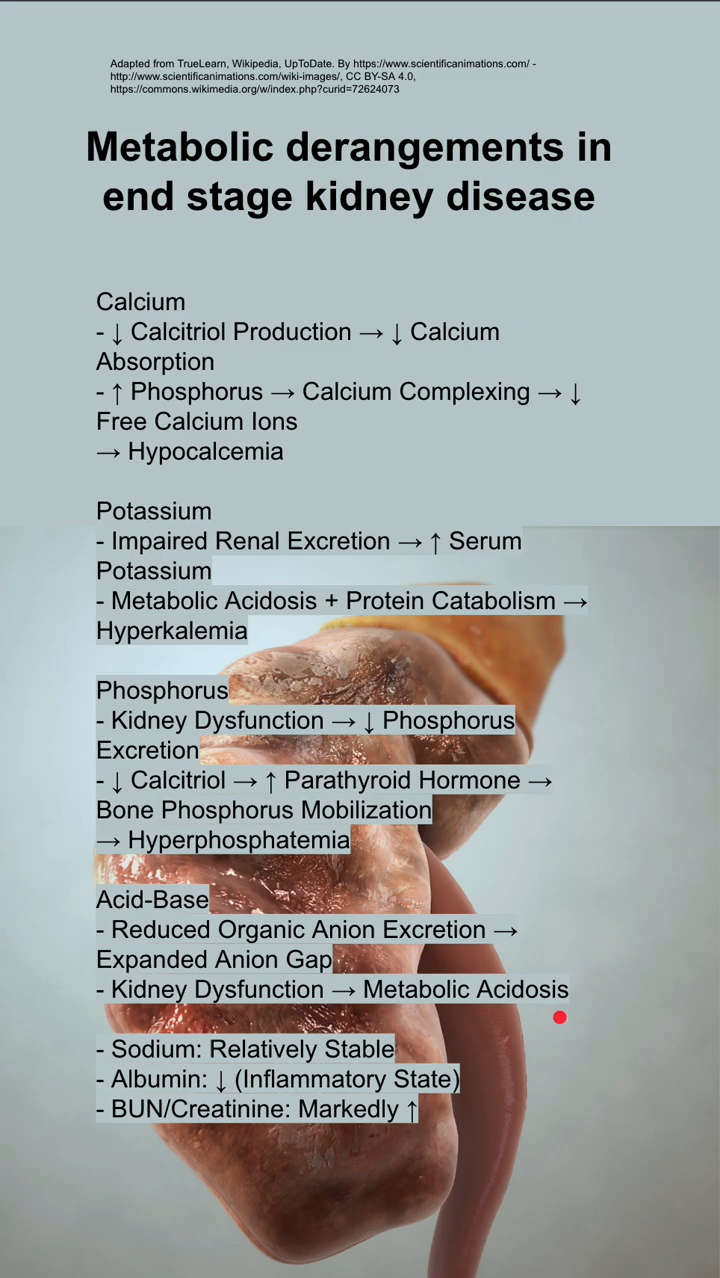 Adapted from TrueLearn, Wikipedia, UpToDate. By https://www.scientificanimations.com/ -
http://www.scientificanimations.com/wiki-images/, CC BY-SA 4.0,
https://commons.wikimedia.org/w/index.php?curid=72624073
Metabolic derangements in
end stage kidney disease
Calcium
- ↓ Calcitriol Production → ↓ Calcium
Absorption
- ↑ Phosphorus → Calcium Complexing → ↓
Free Calcium Ions
→ Hypocalcemia
Potassium
- Impaired Renal Excretion → ↑ Serum
Potassium
- Metabolic Acidosis + Protein Catabolism →
Hyperkalemia
Phosphorus
- Kidney Dysfunction → ↓ Phosphorus
Excretion
- ↓ Calcitriol → ↑ Parathyroid Hormone →
Bone Phosphorus Mobilization
→ Hyperphosphatemia
Acid-Base
- Reduced Organic Anion Excretion →
Expanded Anion Gap
- Kidney Dysfunction → Metabolic Acidosis
- Sodium: Relatively Stable
- Albumin: ↓ (Inflammatory State)
- BUN/Creatinine: Markedly ↑